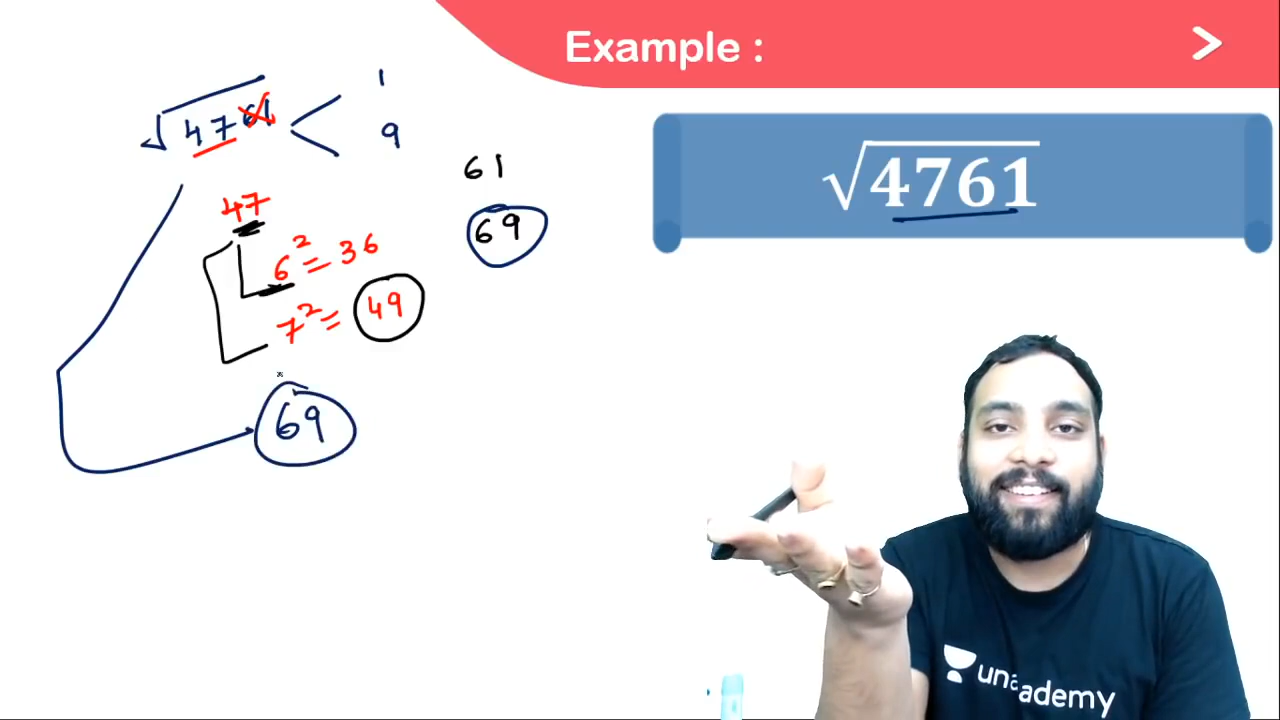 Example :
√4761
√4761
1
9
61
69
47
6² = 36
7² = 49
69
unacademy